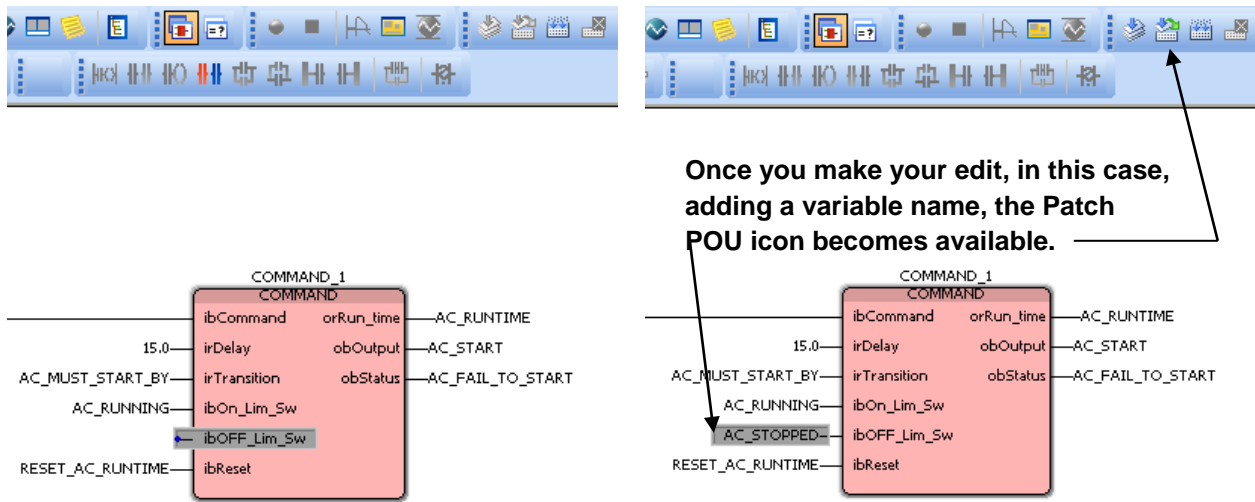 Once you make your edit, in this case,
adding a variable name, the Patch
POU icon becomes available.
COMMAND_1
COMMAND
ibCommand orRun_time AC_RUNTIME
15.0 irDelay obOutput AC_START
AC_MUST_START_BY irTransition obStatus AC_FAIL_TO_START
AC_RUNNING ibOn_Lim_Sw
ibOFF_Lim_Sw
RESET_AC_RUNTIME ibReset
COMMAND_1
COMMAND
ibCommand orRun_time AC_RUNTIME
15.0 irDelay obOutput AC_START
AC_MUST_START_BY irTransition obStatus AC_FAIL_TO_START
AC_RUNNING ibOn_Lim_Sw
AC_STOPPED ibOFF_Lim_Sw
RESET_AC_RUNTIME ibReset